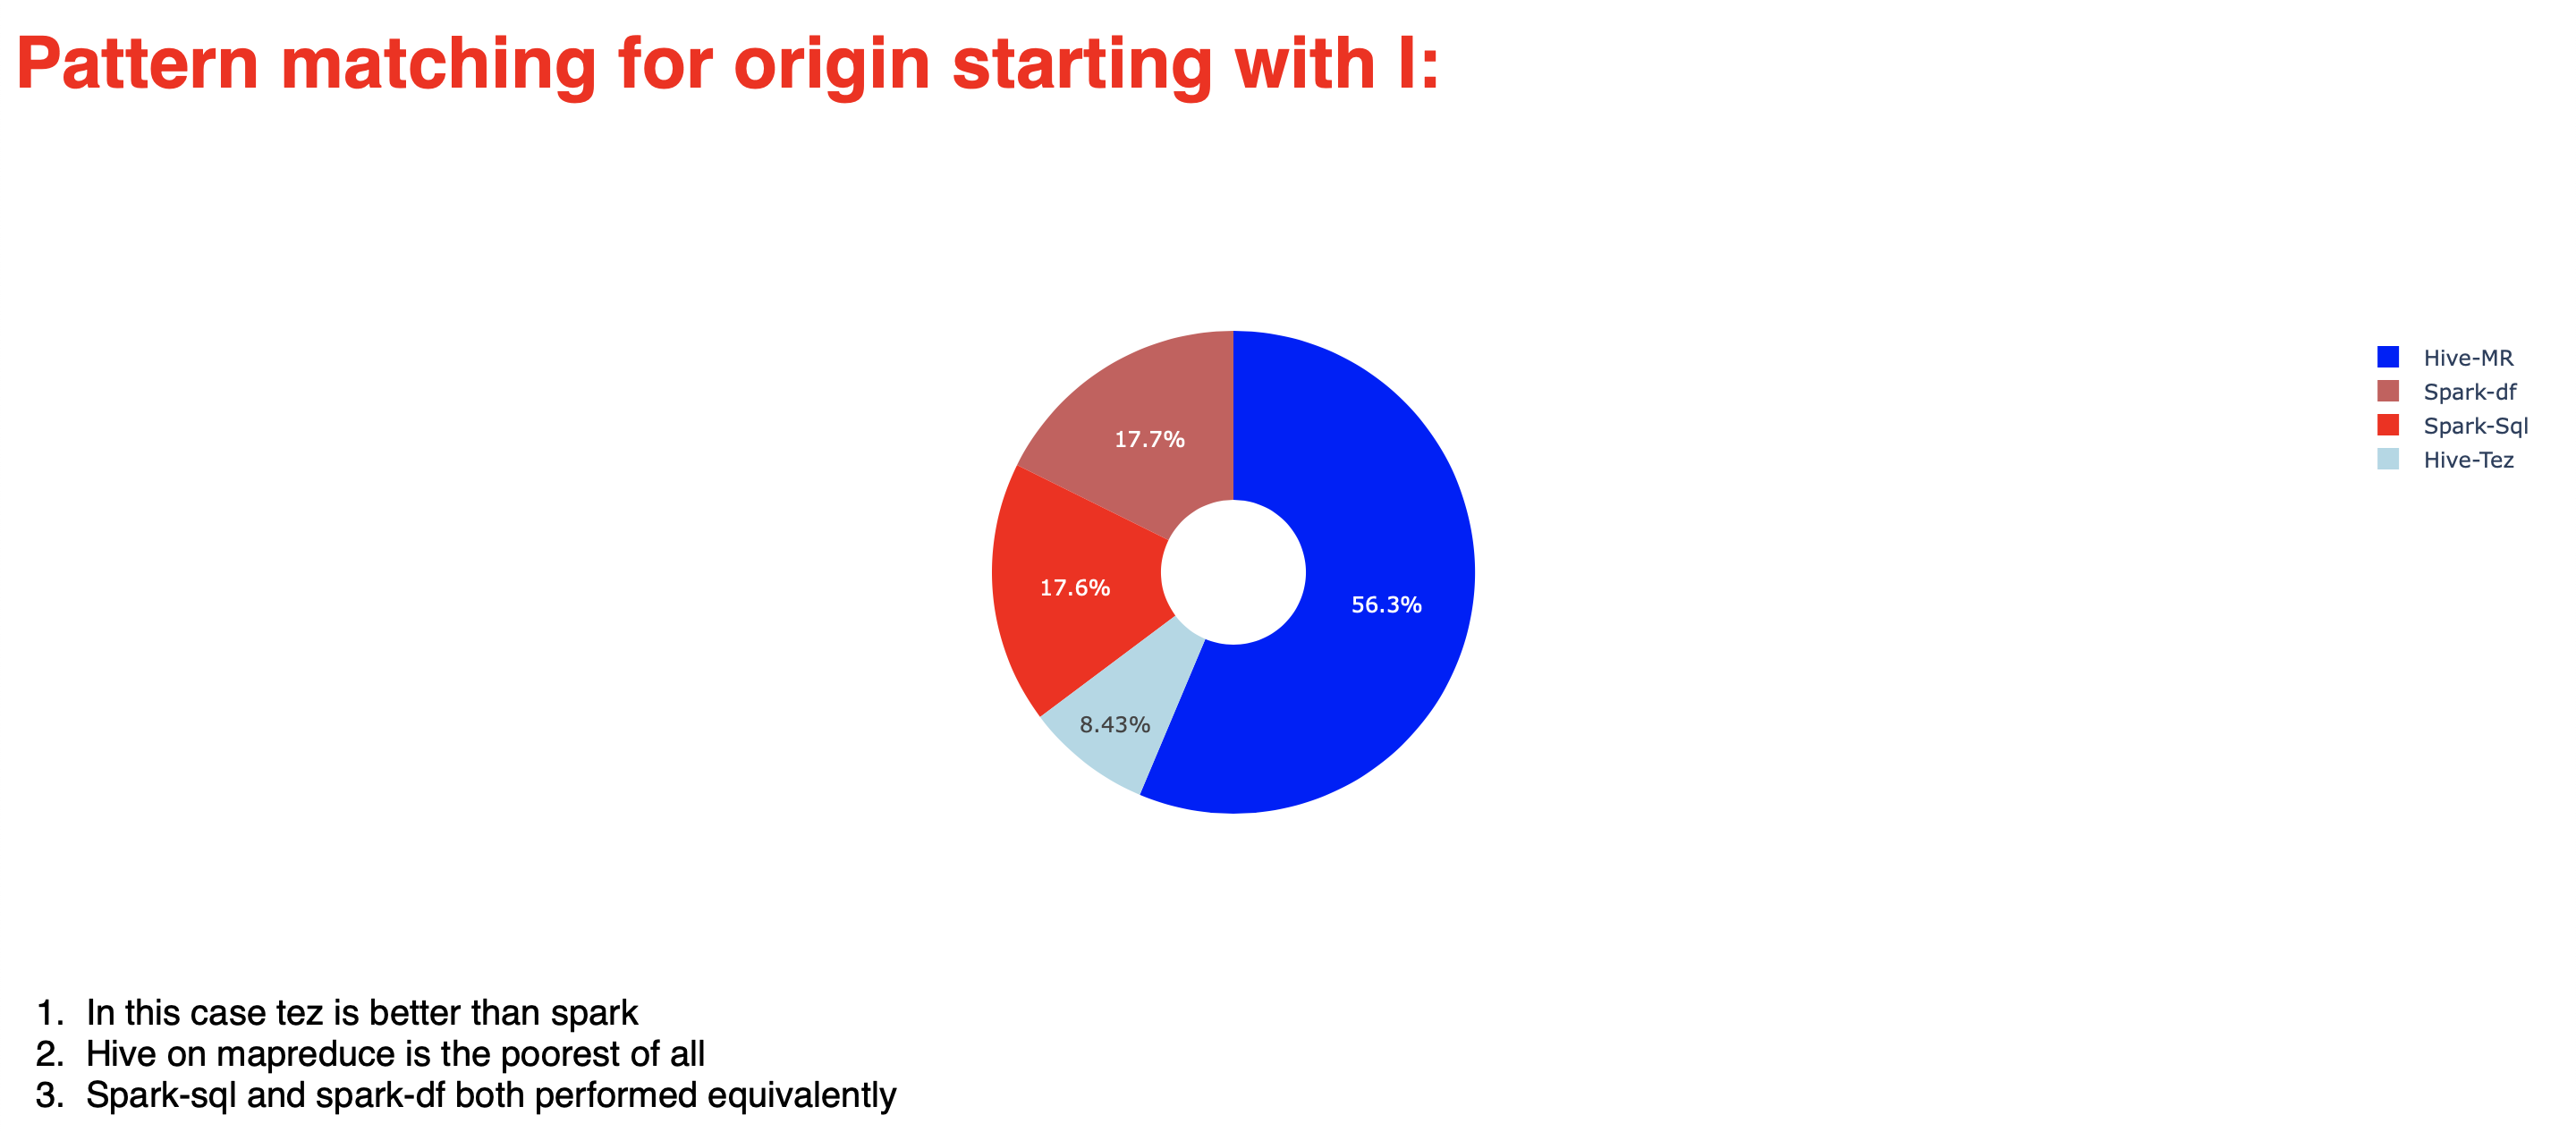 Pattern matching for origin starting with I:
Hive-MR
Spark-df
Spark-Sql
Hive-Tez
17.7%
17.6%
56.3%
8.43%
1. In this case tez is better than spark
2. Hive on mapreduce is the poorest of all
3. Spark-sql and spark-df both performed equivalently